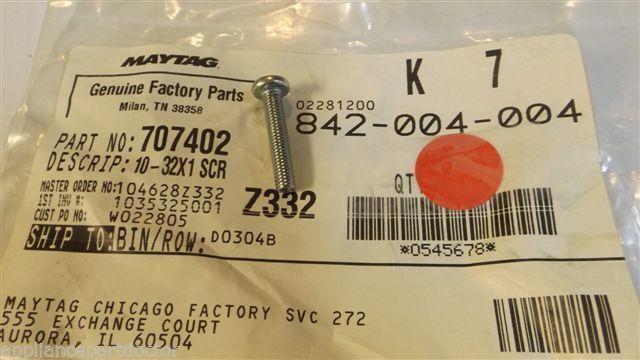 MAYTAG
Genuine Factory Parts
Milan, TN 38358
K 7
02281200
842-004-004
PART NO: 707402
DESCRIP: 10-32X1 SCR
MASTER ORDER NO: 104628Z332
1ST INV #: 1035325001
CUST PO NO: W022805
Z332
QT
SHIP TO: BIN/ROW: D0304B
*0545678*
MAYTAG CHICAGO FACTORY SVC 272
555 EXCHANGE COURT
AURORA, IL 60504
appliancepartdoctor